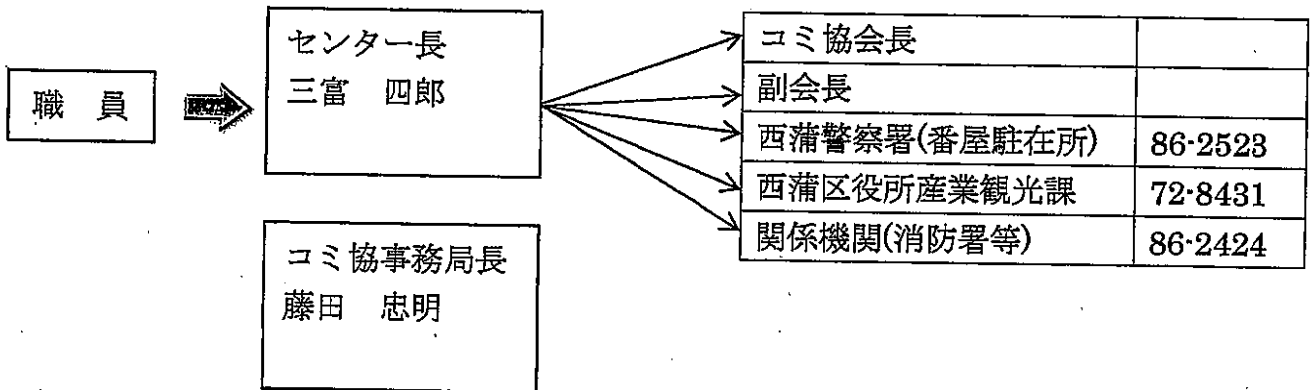 職　員
センター長
三富　四郎
コミ協事務局長
藤田　忠明
コミ協会長
副会長
西蒲警察署(番屋駐在所) 86-2523
西蒲区役所産業観光課 72-8431
関係機関(消防署等) 86-2424